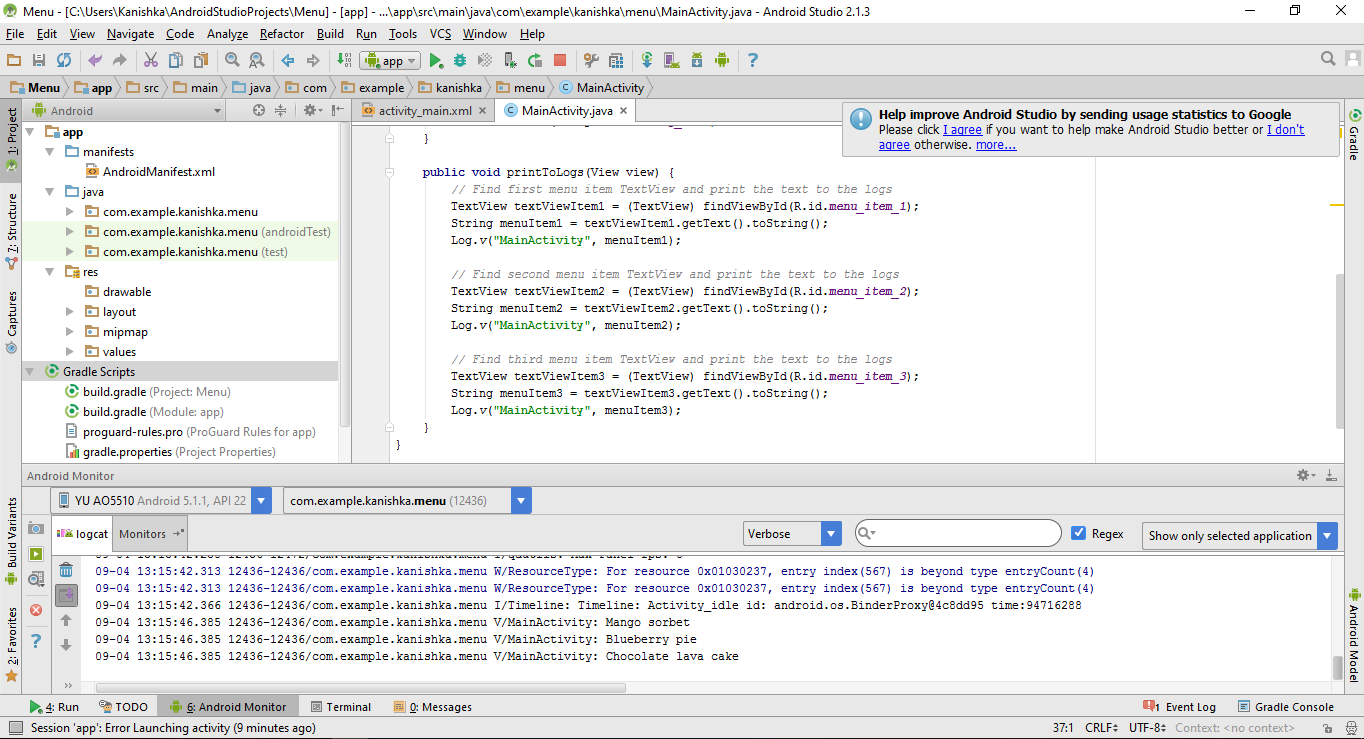 Menu - [C:\Users\Kanishka\AndroidStudioProjects\Menu] - [app] - ...\app\src\main\java\com\example\kanishka\menu\MainActivity.java - Android Studio 2.1.3
File Edit View Navigate Code Analyze Refactor Build Run Tools VCS Window Help
app
Menu app src main java com example kanishka menu MainActivity
1: Project
7: Structure
Captures
Build Variants
2: Favorites
Android
app
manifests
AndroidManifest.xml
java
com.example.kanishka.menu
com.example.kanishka.menu (androidTest)
com.example.kanishka.menu (test)
res
drawable
layout
mipmap
values
Gradle Scripts
build.gradle (Project: Menu)
build.gradle (Module: app)
proguard-rules.pro (ProGuard Rules for app)
gradle.properties (Project Properties)
activity_main.xml MainActivity.java
}
public void printToLogs(View view) {
// Find first menu item TextView and print the text to the logs
TextView textViewItem1 = (TextView) findViewById(R.id.menu_item_1);
String menuItem1 = textViewItem1.getText().toString();
Log.v("MainActivity", menuItem1);
// Find second menu item TextView and print the text to the logs
TextView textViewItem2 = (TextView) findViewById(R.id.menu_item_2);
String menuItem2 = textViewItem2.getText().toString();
Log.v("MainActivity", menuItem2);
// Find third menu item TextView and print the text to the logs
TextView textViewItem3 = (TextView) findViewById(R.id.menu_item_3);
String menuItem3 = textViewItem3.getText().toString();
Log.v("MainActivity", menuItem3);
}
}
Help improve Android Studio by sending usage statistics to Google
Please click I agree if you want to help make Android Studio better or I don't
agree otherwise. more...
Gradle
Android Model
Android Monitor
YU AO5510 Android 5.1.1, API 22 com.example.kanishka.menu (12436)
logcat Monitors Verbose Regex Show only selected application
09-04 13:15:42.313 12436-12436/com.example.kanishka.menu W/ResourceType: For resource 0x01030237, entry index(567) is beyond type entryCount(4)
09-04 13:15:42.313 12436-12436/com.example.kanishka.menu W/ResourceType: For resource 0x01030237, entry index(567) is beyond type entryCount(4)
09-04 13:15:42.366 12436-12436/com.example.kanishka.menu I/Timeline: Timeline: Activity_idle id: android.os.BinderProxy@4c8dd95 time:94716288
09-04 13:15:46.385 12436-12436/com.example.kanishka.menu V/MainActivity: Mango sorbet
09-04 13:15:46.385 12436-12436/com.example.kanishka.menu V/MainActivity: Blueberry pie
09-04 13:15:46.385 12436-12436/com.example.kanishka.menu V/MainActivity: Chocolate lava cake
4: Run TODO 6: Android Monitor Terminal 0: Messages 1 Event Log Gradle Console
Session 'app': Error Launching activity (9 minutes ago) 37:1 CRLF UTF-8 Context: <no context>